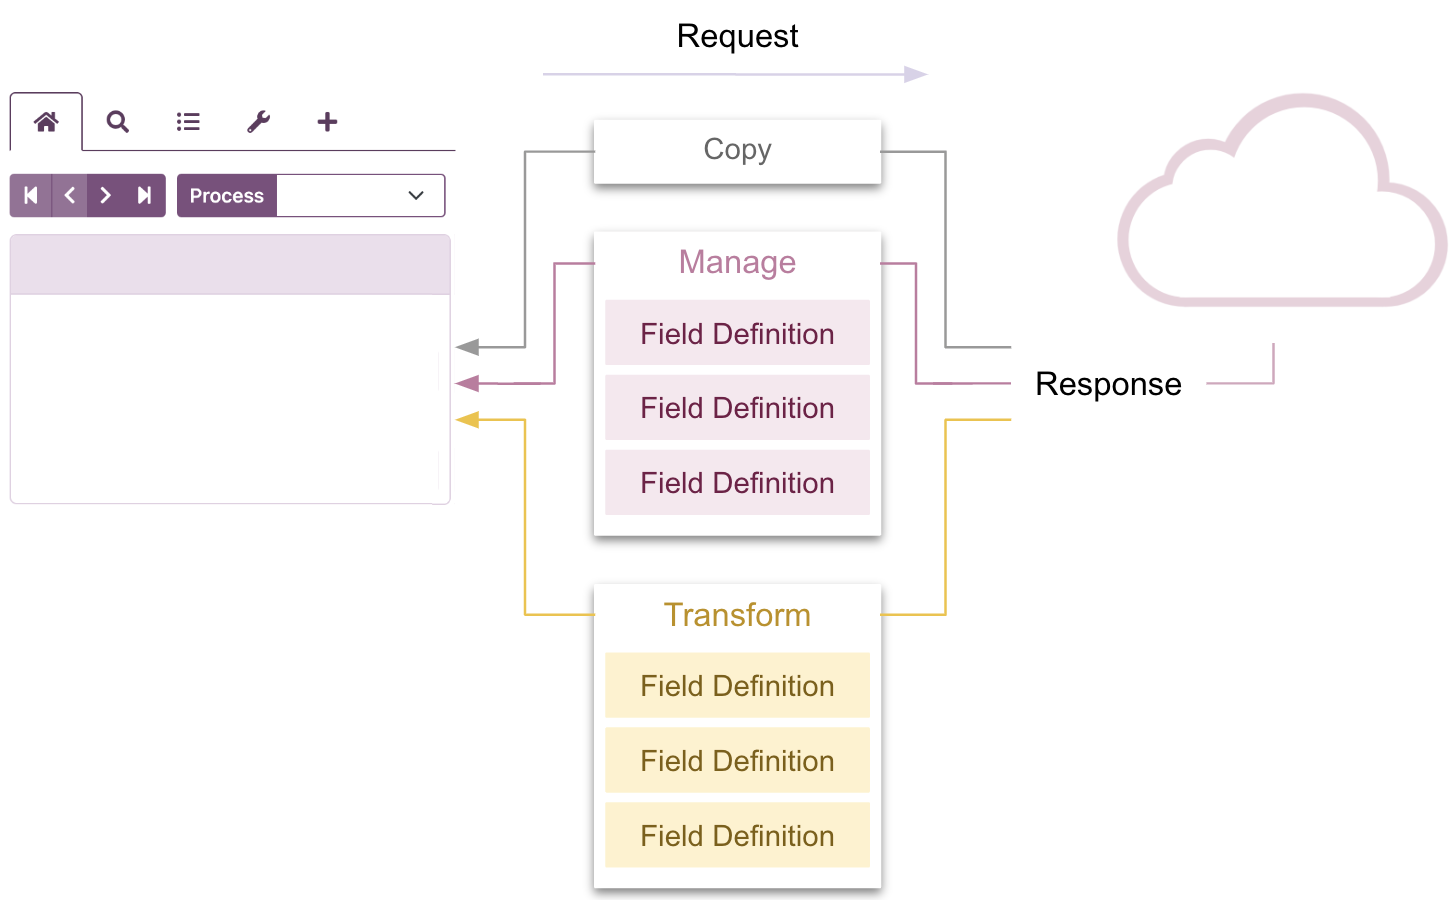 Request
Process
Copy
Manage
Field Definition
Field Definition
Field Definition
Response
Transform
Field Definition
Field Definition
Field Definition